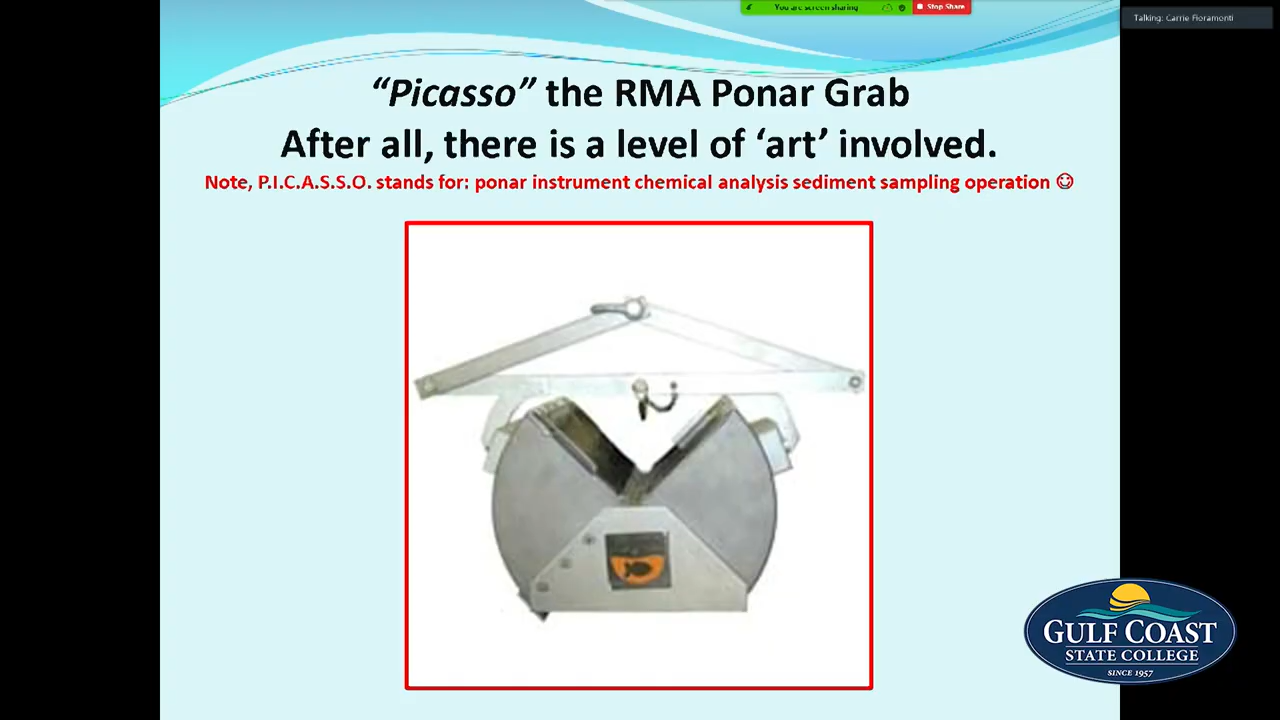 You are screen sharing
Stop Share
Talking: Carrie Fioramonti
“Picasso” the RMA Ponar Grab
After all, there is a level of ‘art’ involved.
Note, P.I.C.A.S.S.O. stands for: ponar instrument chemical analysis sediment sampling operation ☺
GULF COAST
STATE COLLEGE
SINCE 1957